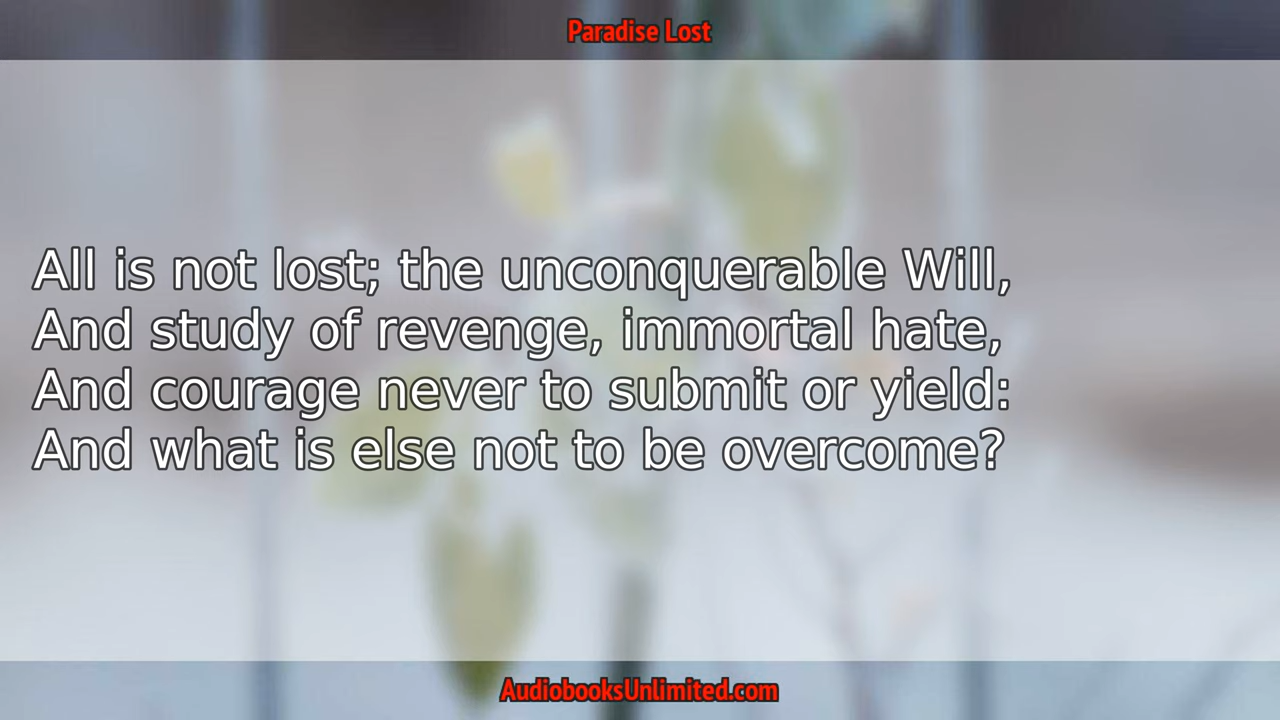 Paradise Lost
All is not lost; the unconquerable Will,
And study of revenge, immortal hate,
And courage never to submit or yield:
And what is else not to be overcome?
AudiobooksUnlimited.com